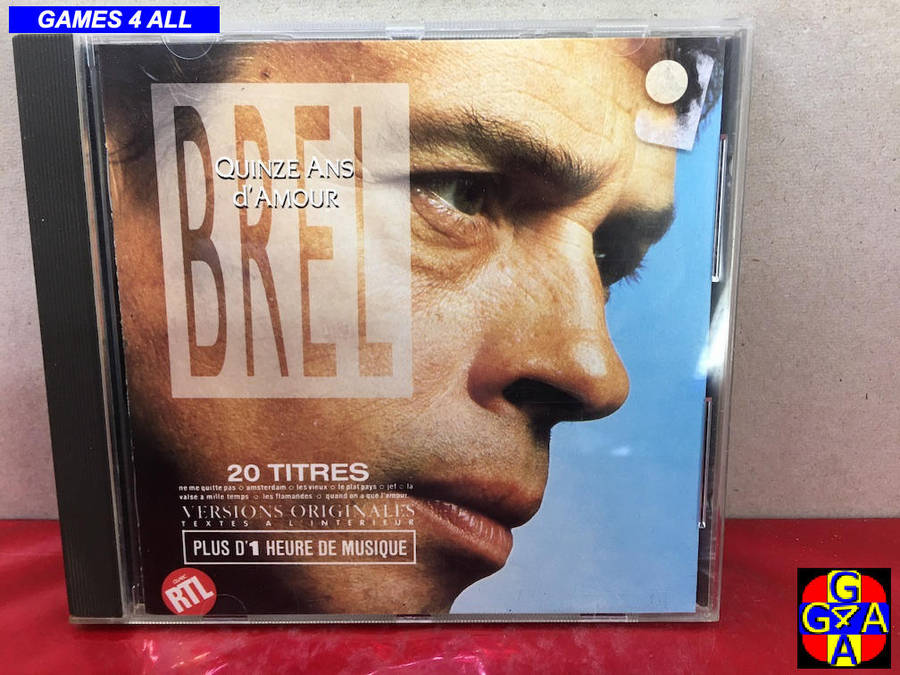 GAMES 4 ALL
BREL
QUINZE ANS
d'AMOUR
20 TITRES
ne me quitte pas ○ amsterdam ○ les vieux ○ le plat pays ○ jef ○ la
valse a mille temps ○ les flamandes ○ quand on a que l'amour.
VERSIONS ORIGINALES
TEXTES A L'INTERIEUR
PLUS D'1 HEURE DE MUSIQUE
avec
RTL
G
G4A
A